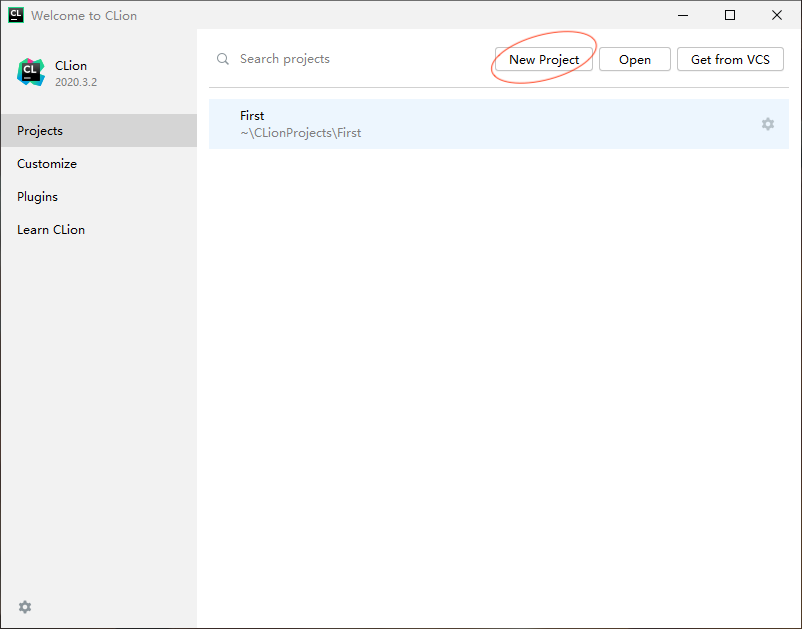 CL Welcome to CLion
CL CLion
2020.3.2
Projects
Customize
Plugins
Learn CLion
Search projects
New Project Open Get from VCS
First
~\CLionProjects\First